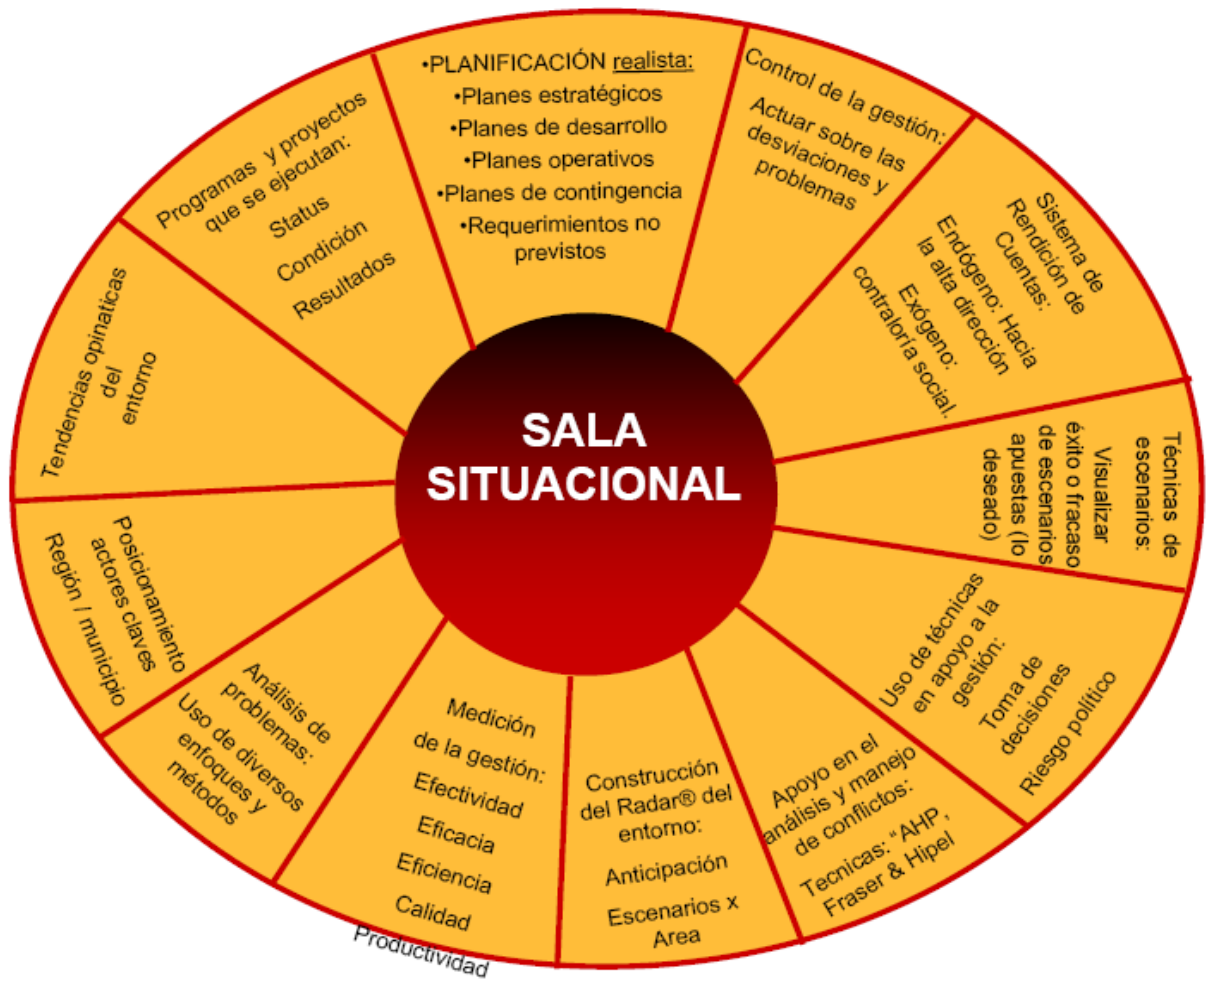 SALA
SITUACIONAL
•PLANIFICACIÓN realista:
•Planes estratégicos
•Planes de desarrollo
•Planes operativos
•Planes de contingencia
•Requerimientos no
previstos
Control de la gestión:
Actuar sobre las
desviaciones y
problemas
Sistema de
Rendición de
Cuentas:
Endógeno: Hacia
la alta dirección
Exógeno:
contraloría social.
Técnicas de
escenarios:
Visualizar
éxito o fracaso
de escenarios
apuestas (lo
deseado)
Uso de técnicas
en apoyo a la
gestión:
Toma de
decisiones
Riesgo político
Apoyo en el
análisis y manejo
de conflictos:
Tecnicas: “AHP,
Fraser & Hipel
Construcción
del Radar® del
entorno:
Anticipación
Escenarios x
Area
Medición
de la gestión:
Efectividad
Eficacia
Eficiencia
Calidad
Productividad
Análisis de
problemas:
Uso de diversos
enfoques y
métodos
Posicionamiento
actores claves
Región / municipio
Tendencias opinaticas
del
entorno
Programas y proyectos
que se ejecutan:
Status
Condición
Resultados